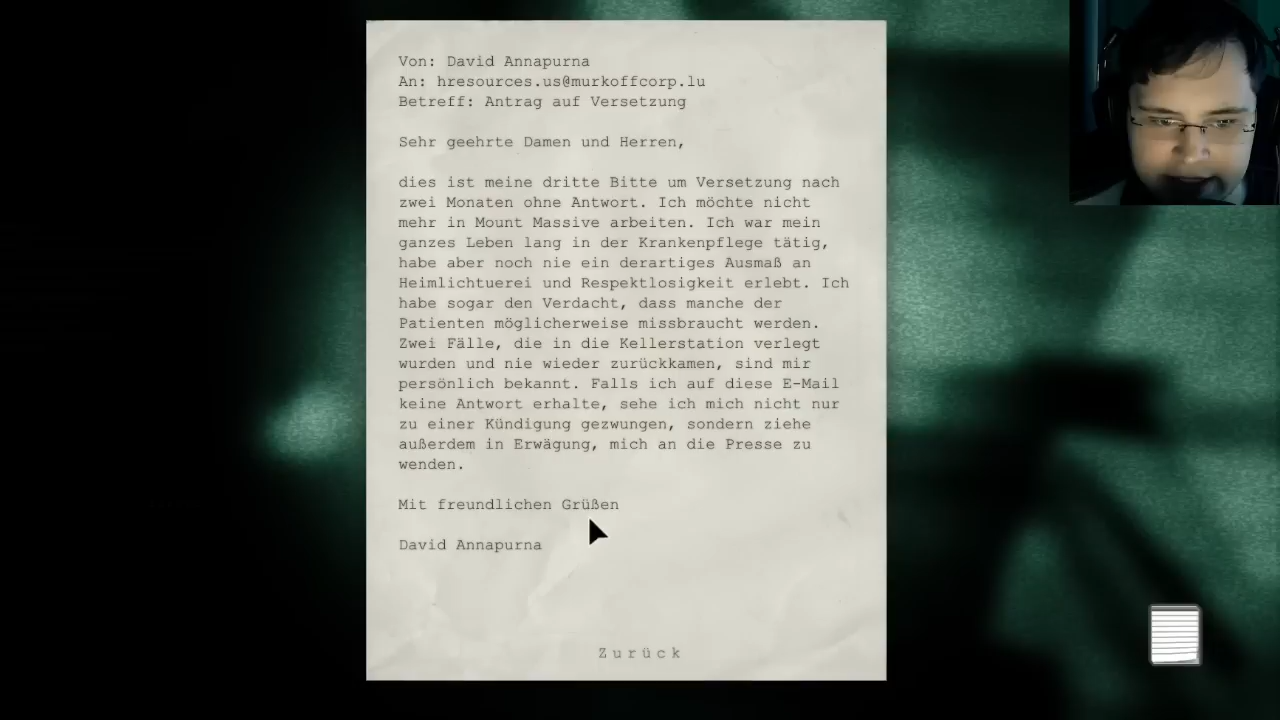 Von: David Annapurna
An: hresources.us@murkoffcorp.lu
Betreff: Antrag auf Versetzung
Sehr geehrte Damen und Herren,
dies ist meine dritte Bitte um Versetzung nach
zwei Monaten ohne Antwort. Ich möchte nicht
mehr in Mount Massive arbeiten. Ich war mein
ganzes Leben lang in der Krankenpflege tätig,
habe aber noch nie ein derartiges Ausmaß an
Heimlichtuerei und Respektlosigkeit erlebt. Ich
habe sogar den Verdacht, dass manche der
Patienten möglicherweise missbraucht werden.
Zwei Fälle, die in die Kellerstation verlegt
wurden und nie wieder zurückkamen, sind mir
persönlich bekannt. Falls ich auf diese E-Mail
keine Antwort erhalte, sehe ich mich nicht nur
zu einer Kündigung gezwungen, sondern ziehe
außerdem in Erwägung, mich an die Presse zu
wenden.
Mit freundlichen Grüßen
David Annapurna
Zurück